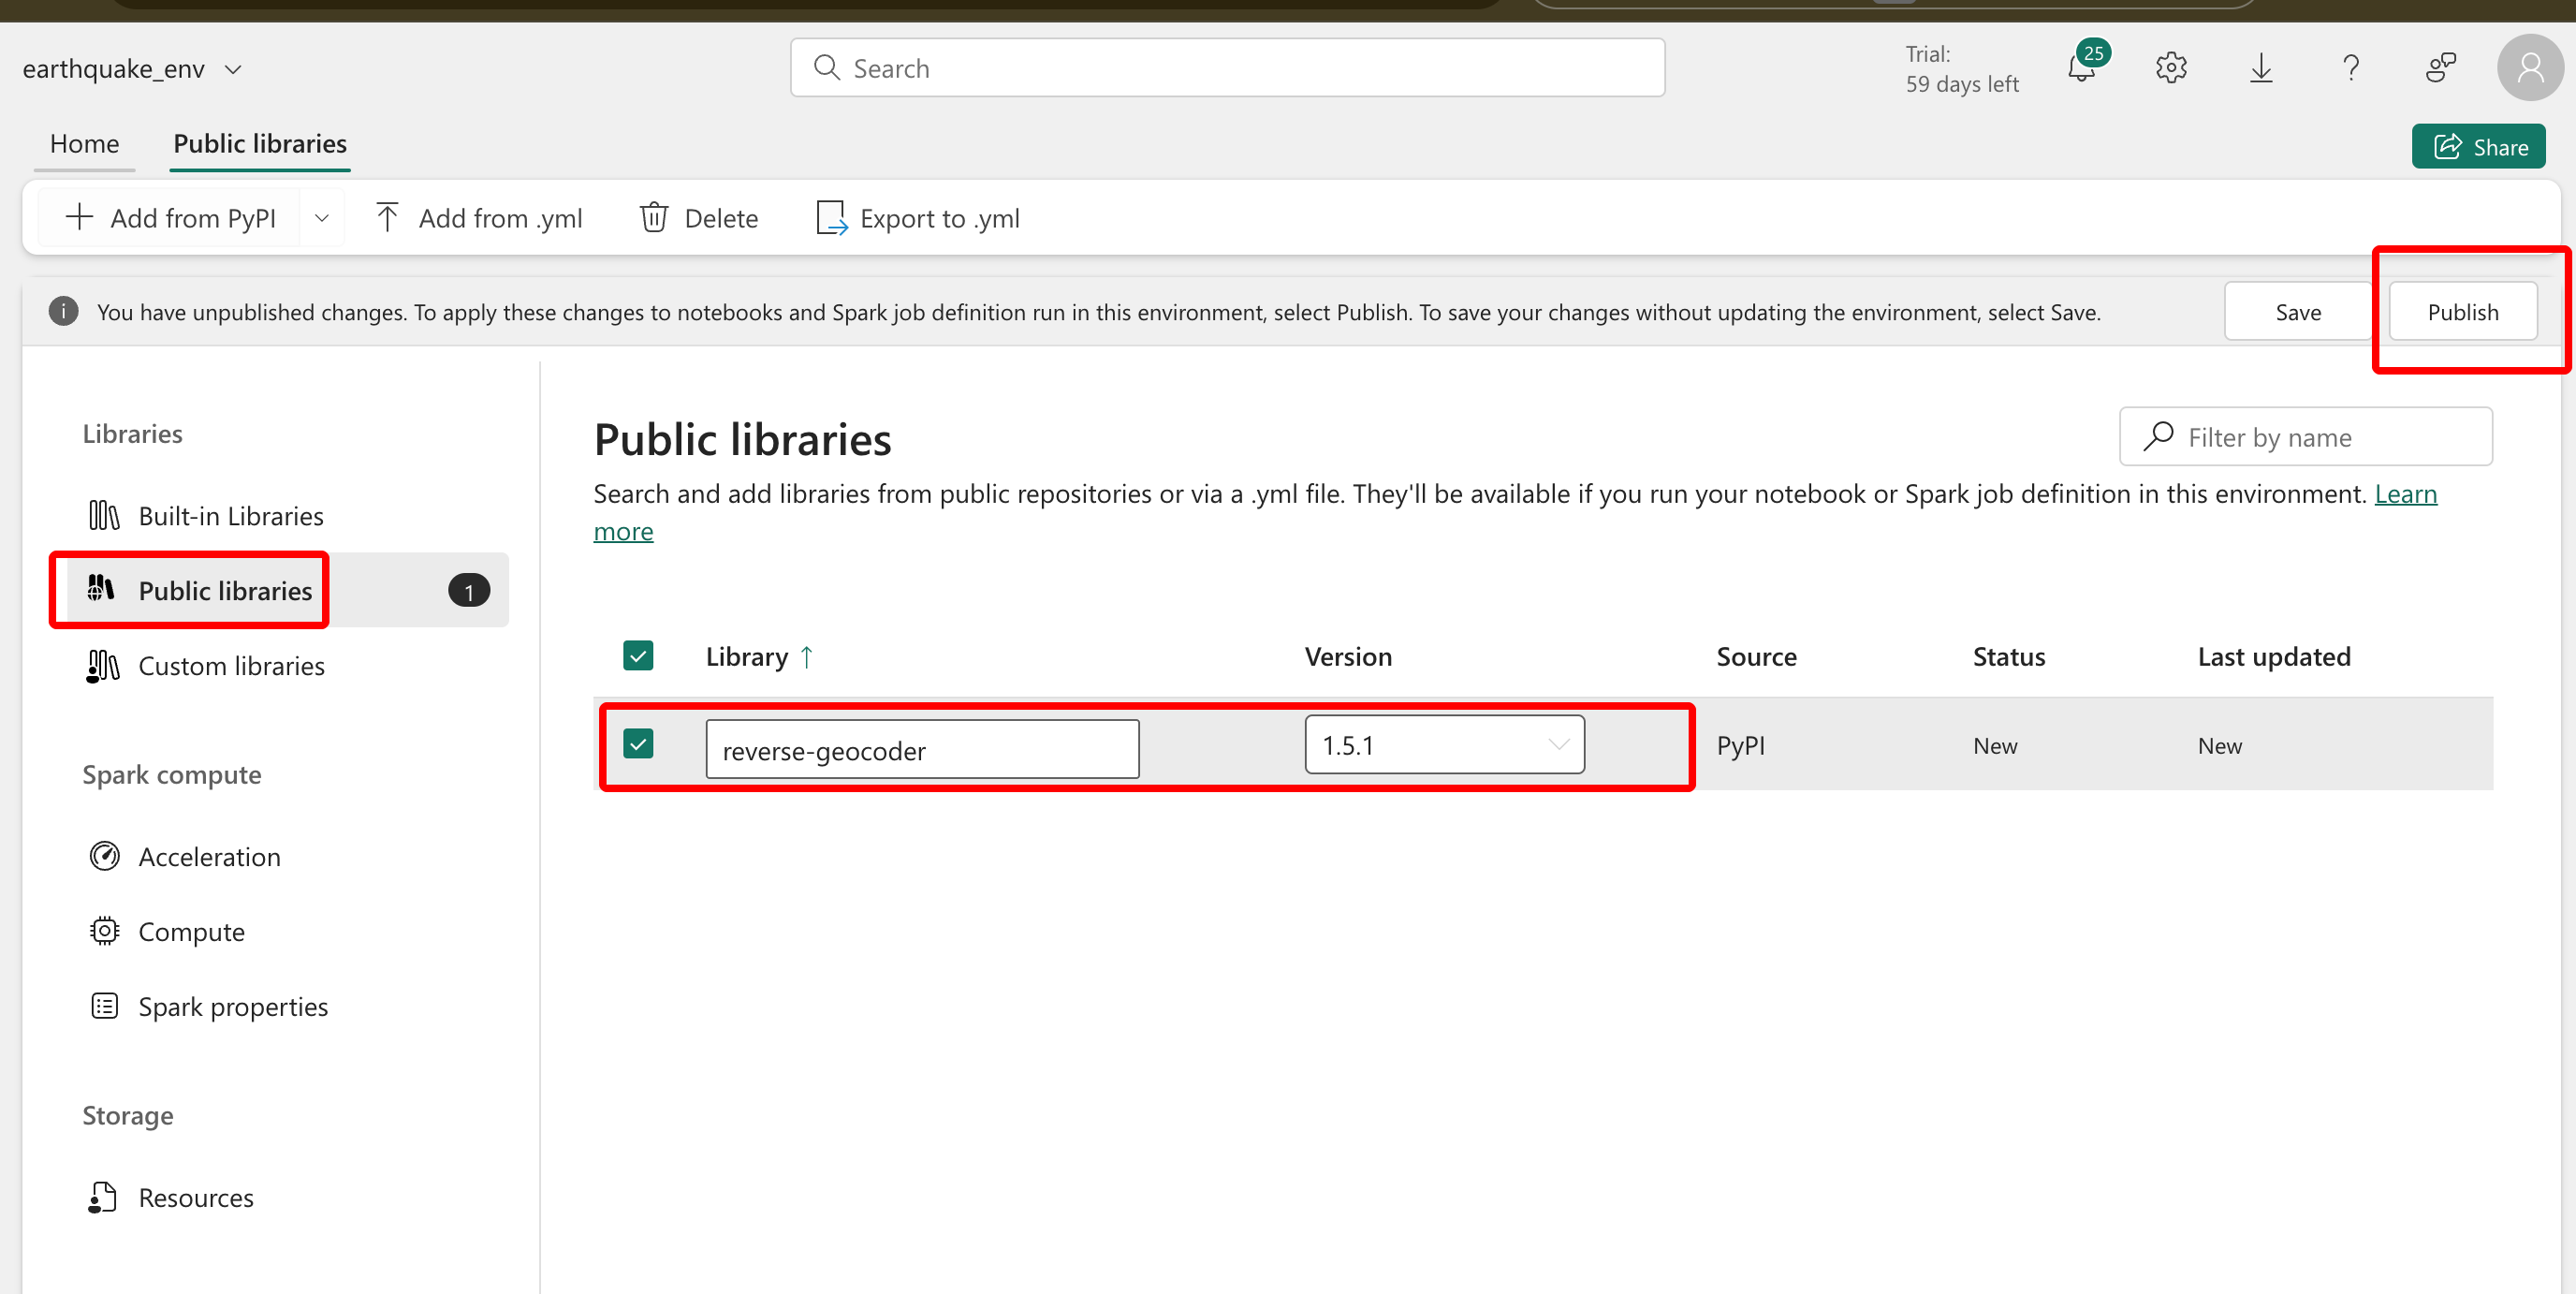 earthquake_env
Search
Trial:
59 days left
25
?
Home
Public libraries
Share
Add from PyPI
Add from .yml
Delete
Export to .yml
You have unpublished changes. To apply these changes to notebooks and Spark job definition run in this environment, select Publish. To save your changes without updating the environment, select Save.
Save
Publish
Libraries
Built-in Libraries
Public libraries
1
Custom libraries
Spark compute
Acceleration
Compute
Spark properties
Storage
Resources
Public libraries
Filter by name
Search and add libraries from public repositories or via a .yml file. They'll be available if you run your notebook or Spark job definition in this environment. Learn
more
Library ↑ Version Source Status Last updated
reverse-geocoder 1.5.1 PyPI New New